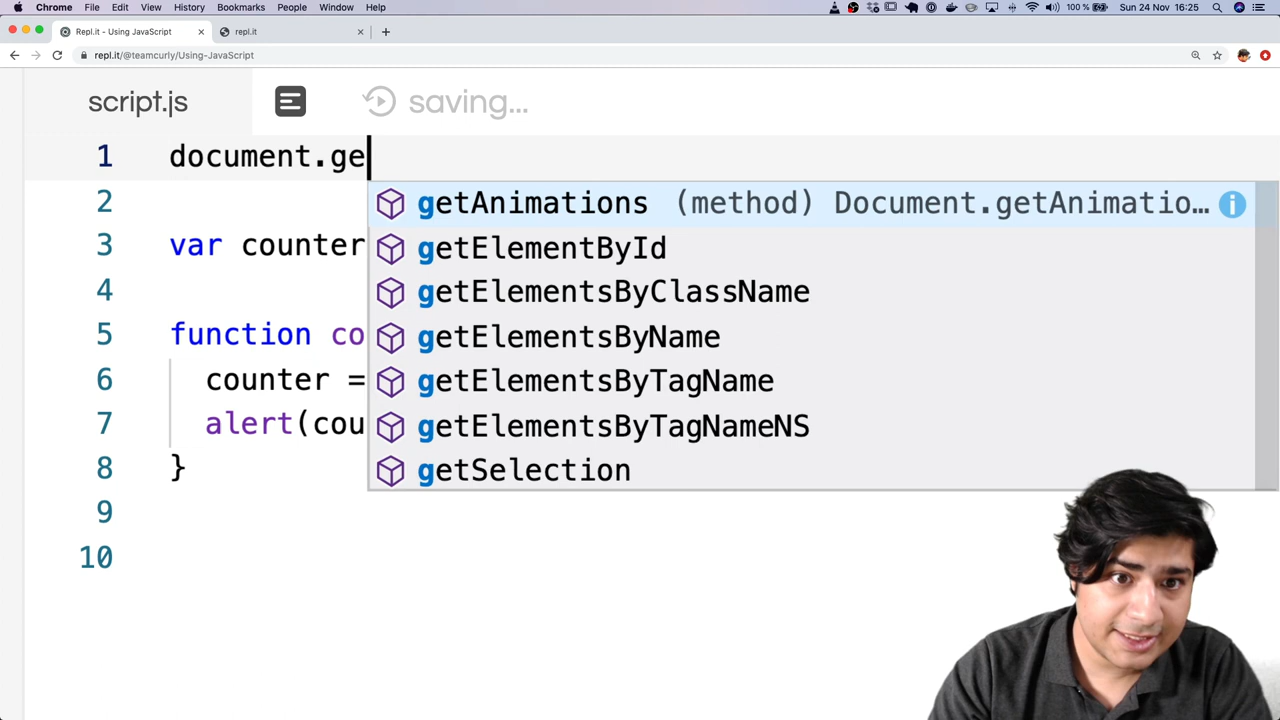 Chrome File Edit View History Bookmarks People Window Help 100 % Sun 24 Nov 16:25
Repl.it - Using JavaScript repl.it
repl.it/@teamcurly/Using-JavaScript
script.js saving...
1 document.ge
getAnimations (method) Document.getAnimatio…
2
getElementById
3 var counter
getElementsByClassName
4
getElementsByName
5 function co
getElementsByTagName
6 counter =
getElementsByTagNameNS
7 alert(cou
getSelection
8 }
9
10